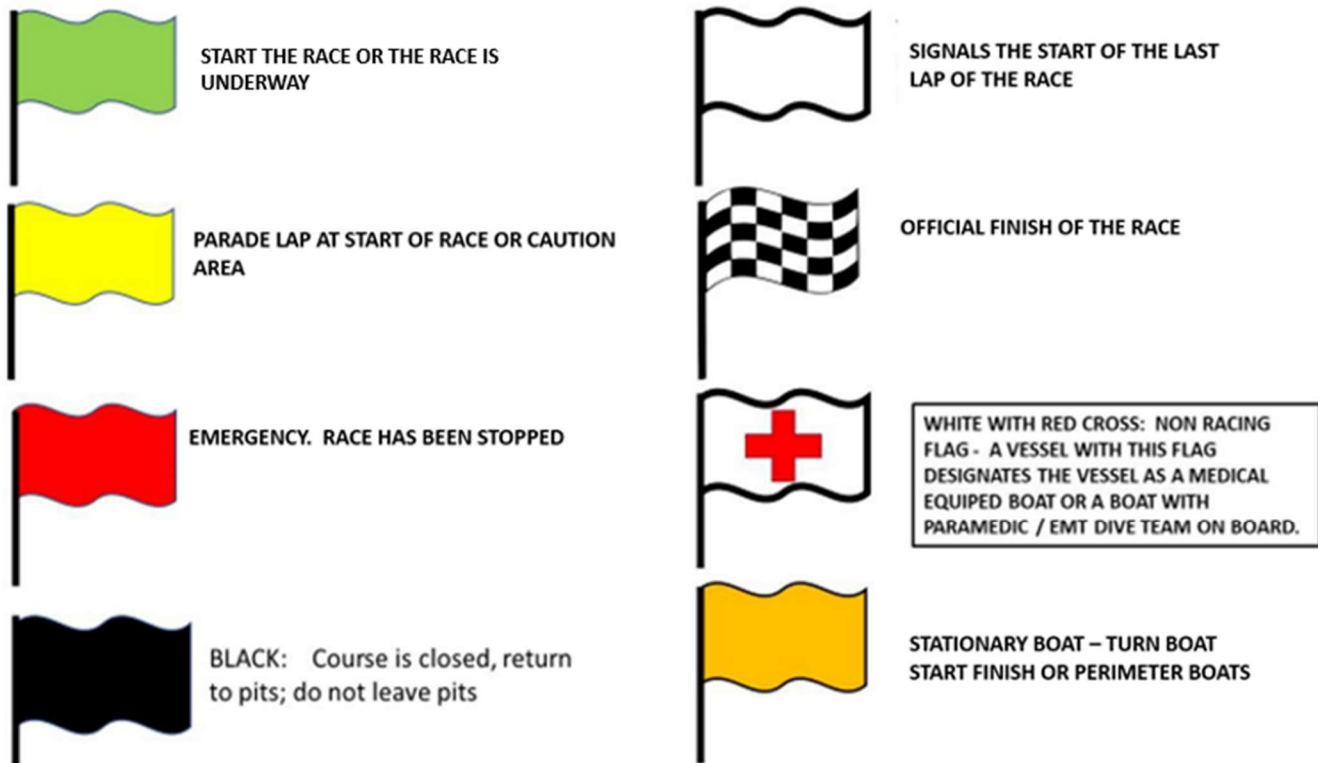 START THE RACE OR THE RACE IS
UNDERWAY
PARADE LAP AT START OF RACE OR CAUTION
AREA
EMERGENCY.  RACE HAS BEEN STOPPED
BLACK:    Course is closed, return
to pits; do not leave pits
SIGNALS THE START OF THE LAST
LAP OF THE RACE
OFFICIAL FINISH OF THE RACE
WHITE WITH RED CROSS:  NON RACING
FLAG -  A VESSEL WITH THIS FLAG
DESIGNATES THE VESSEL AS A MEDICAL
EQUIPED BOAT OR A BOAT WITH
PARAMEDIC / EMT DIVE TEAM ON BOARD.
STATIONARY BOAT – TURN BOAT
START FINISH OR PERIMETER BOATS